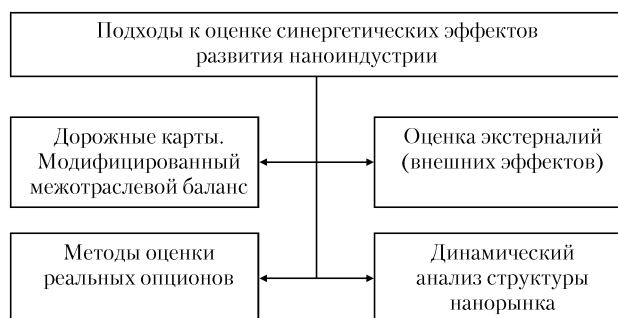 Подходы к оценке синергетических эффектов
развития наноиндустрии
Дорожные карты.
Модифицированный
межотраслевой баланс
Оценка экстерналий
(внешних эффектов)
Методы оценки
реальных опционов
Динамический
анализ структуры
нанорынка